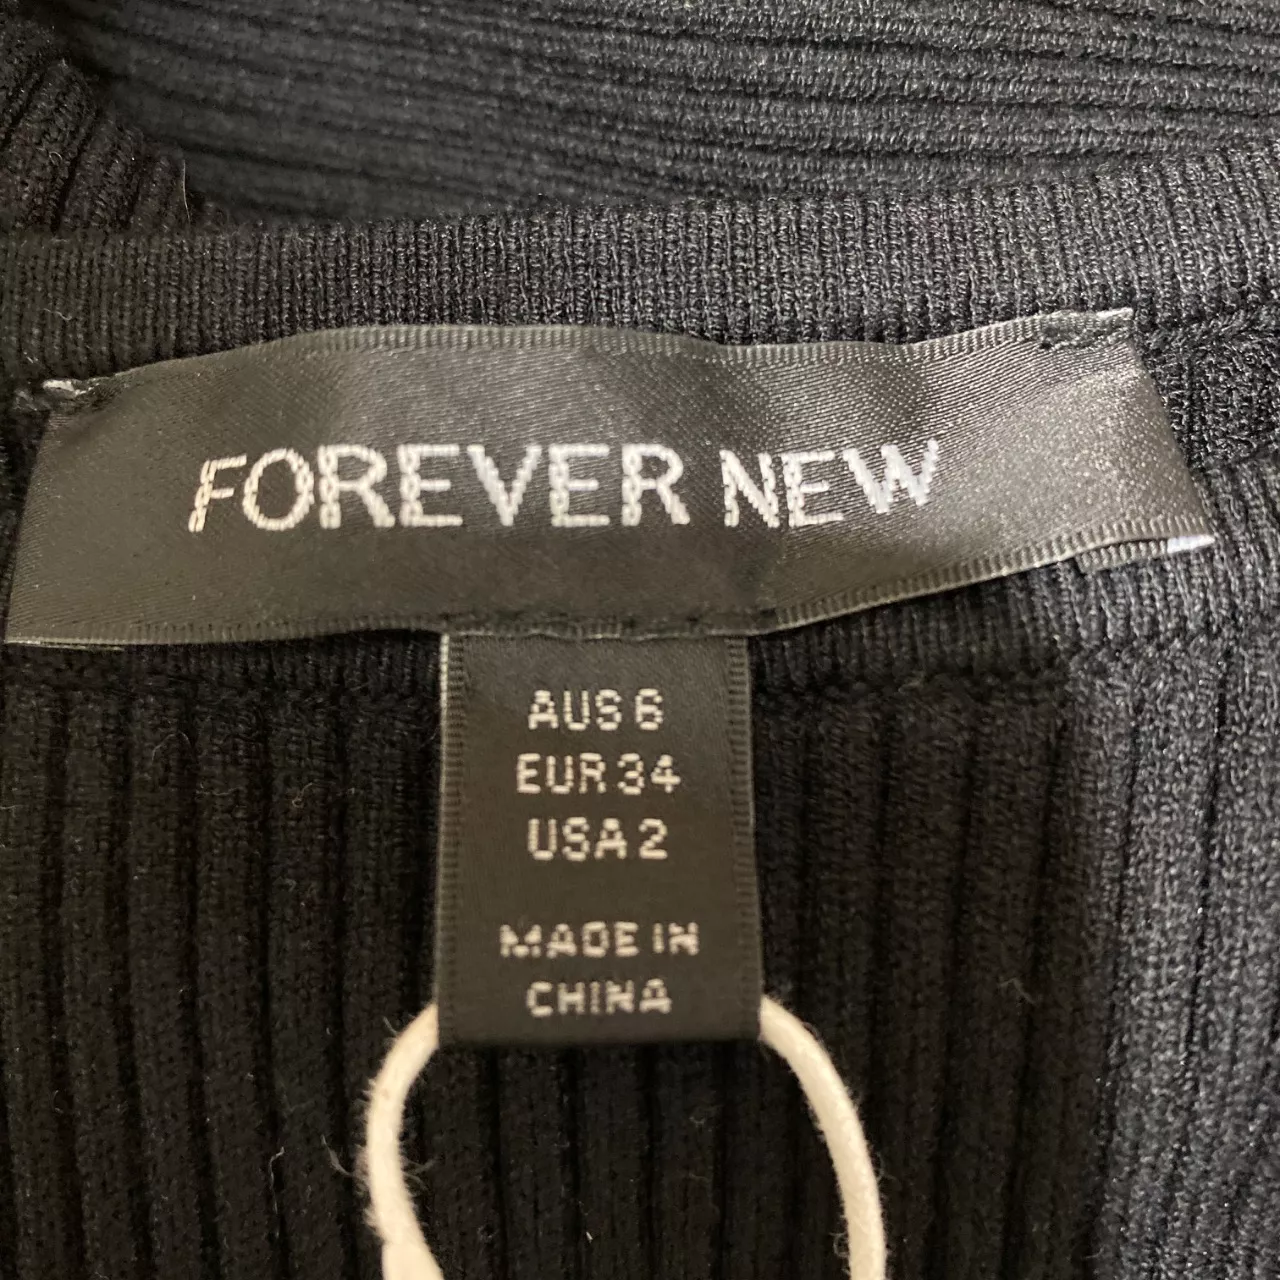 FOREVER NEW
AUS 6
EUR 34
USA 2
MADE IN
CHINA